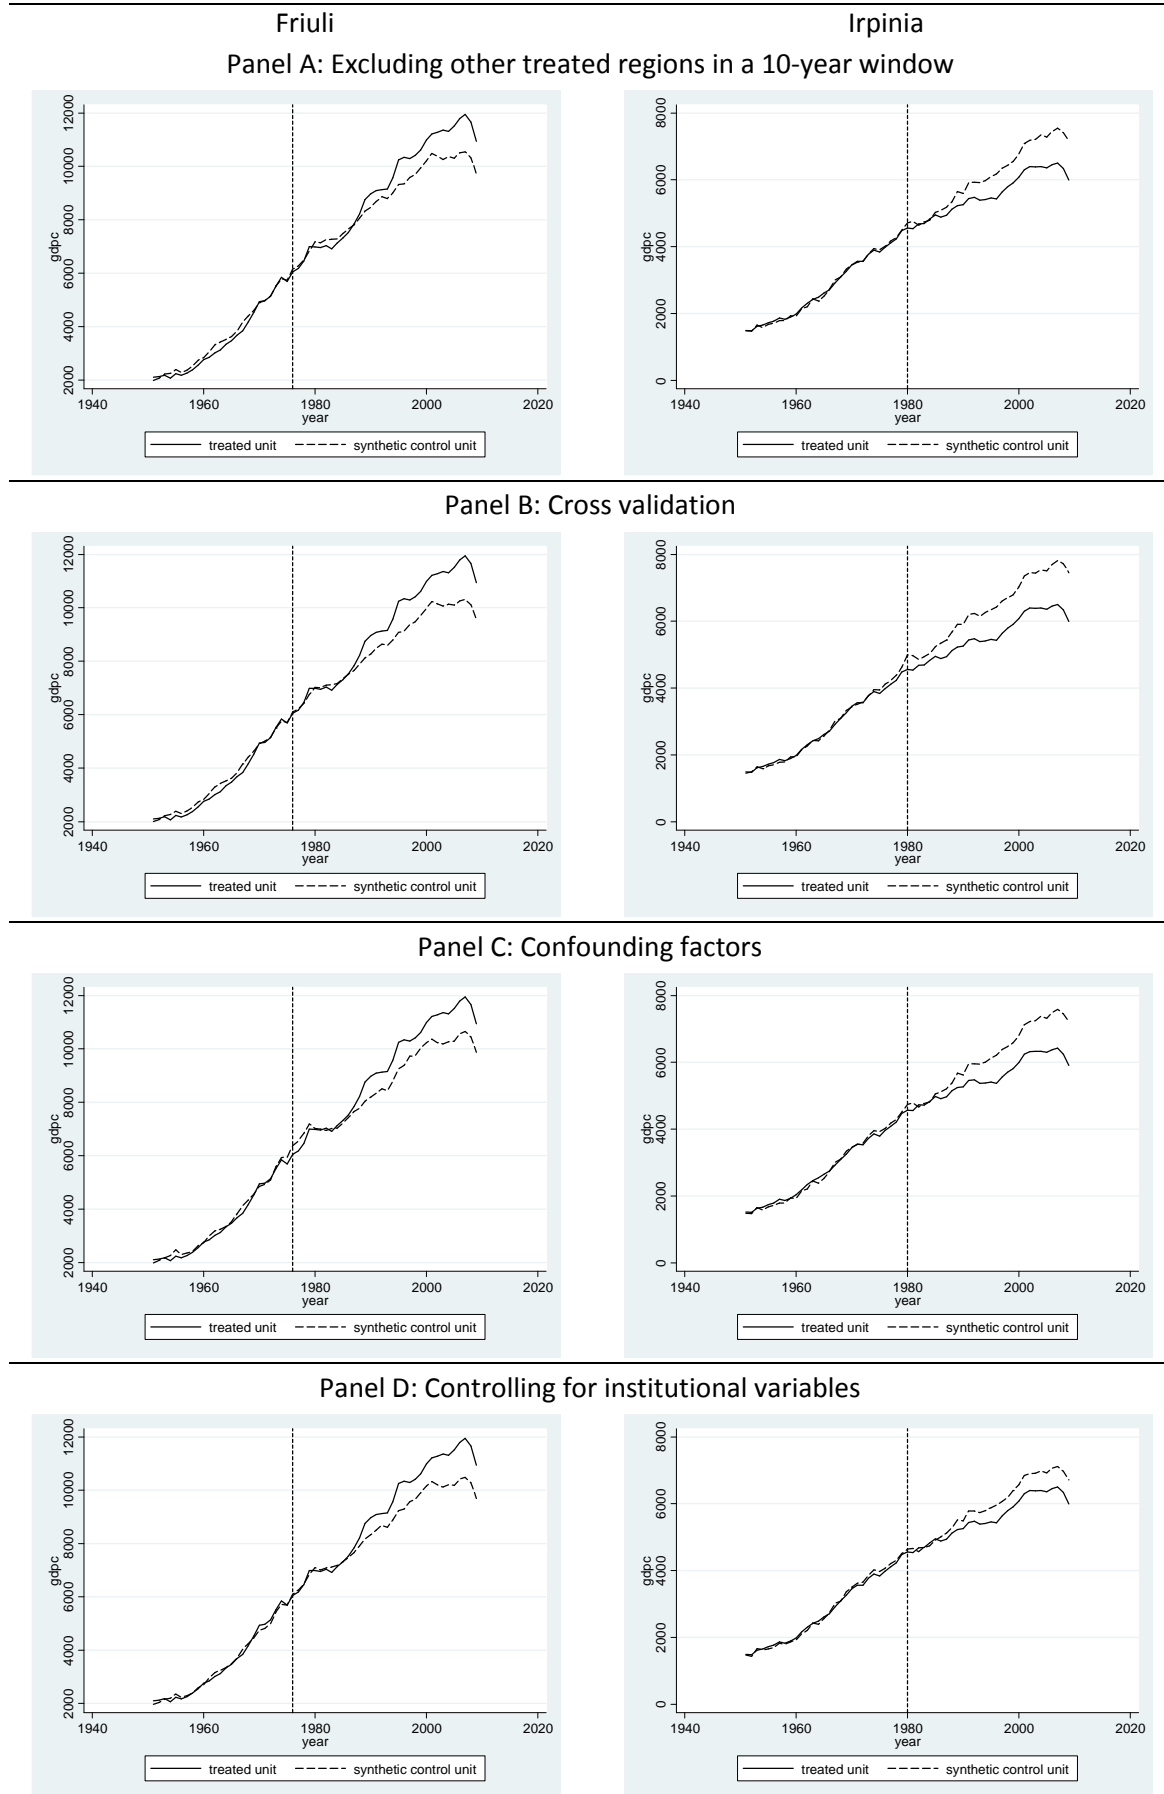 Friuli Irpinia
Panel A: Excluding other treated regions in a 10-year window
gdpc
2000 4000 6000 8000 10000 12000
1940 1960 1980 2000 2020
year
treated unit synthetic control unit
gdpc
0 2000 4000 6000 8000
1940 1960 1980 2000 2020
year
treated unit synthetic control unit
Panel B: Cross validation
gdpc
2000 4000 6000 8000 10000 12000
1940 1960 1980 2000 2020
year
treated unit synthetic control unit
gdpc
0 2000 4000 6000 8000
1940 1960 1980 2000 2020
year
treated unit synthetic control unit
Panel C: Confounding factors
gdpc
2000 4000 6000 8000 10000 12000
1940 1960 1980 2000 2020
year
treated unit synthetic control unit
gdpc
0 2000 4000 6000 8000
1940 1960 1980 2000 2020
year
treated unit synthetic control unit
Panel D: Controlling for institutional variables
gdpc
2000 4000 6000 8000 10000 12000
1940 1960 1980 2000 2020
year
treated unit synthetic control unit
gdpc
0 2000 4000 6000 8000
1940 1960 1980 2000 2020
year
treated unit synthetic control unit